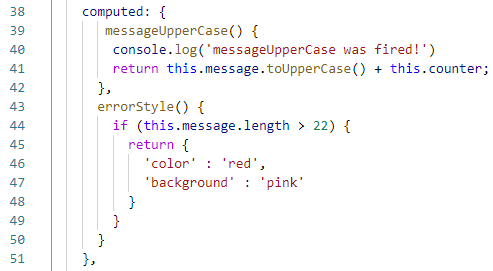 38 computed: {
39 messageUpperCase() {
40 console.log('messageUpperCase was fired!')
41 return this.message.toUpperCase() + this.counter;
42 },
43 errorStyle() {
44 if (this.message.length > 22) {
45 return {
46 'color' : 'red',
47 'background' : 'pink'
48 }
49 }
50 }
51 },